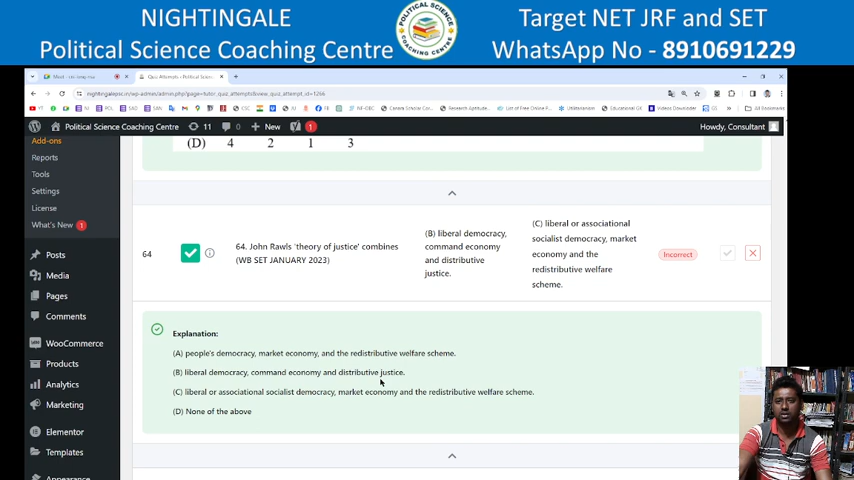 NIGHTINGALE
Political Science Coaching Centre
POLITICAL SCIENCE
COACHING CENTRE
Target NET JRF and SET
WhatsApp No - 8910691229
Political Science Coaching Centre
11
0
New
1
Howdy, Consultant
Add-ons
Reports
Tools
Settings
License
What's New 1
Posts
Media
Pages
Comments
WooCommerce
Products
Analytics
Marketing
Elementor
Templates
Appearance
(D) 4 2 1 3
64
64. John Rawls 'theory of justice' combines
(WB SET JANUARY 2023)
(B) liberal democracy,
command economy
and distributive
justice.
(C) liberal or associational
socialist democracy, market
economy and the
redistributive welfare
scheme.
Incorrect
Explanation:
(A) people's democracy, market economy, and the redistributive welfare scheme.
(B) liberal democracy, command economy and distributive justice.
(C) liberal or associational socialist democracy, market economy and the redistributive welfare scheme.
(D) None of the above